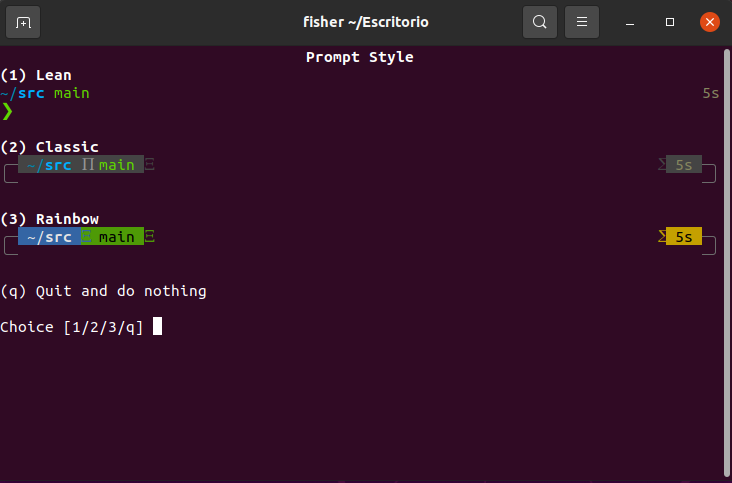 fisher ~/Escritorio
Prompt Style
(1) Lean
~/src main 5s
❯
(2) Classic
~/src Π main Ξ Σ 5s
(3) Rainbow
~/src Ξ main Ξ Σ 5s
(q) Quit and do nothing
Choice [1/2/3/q]